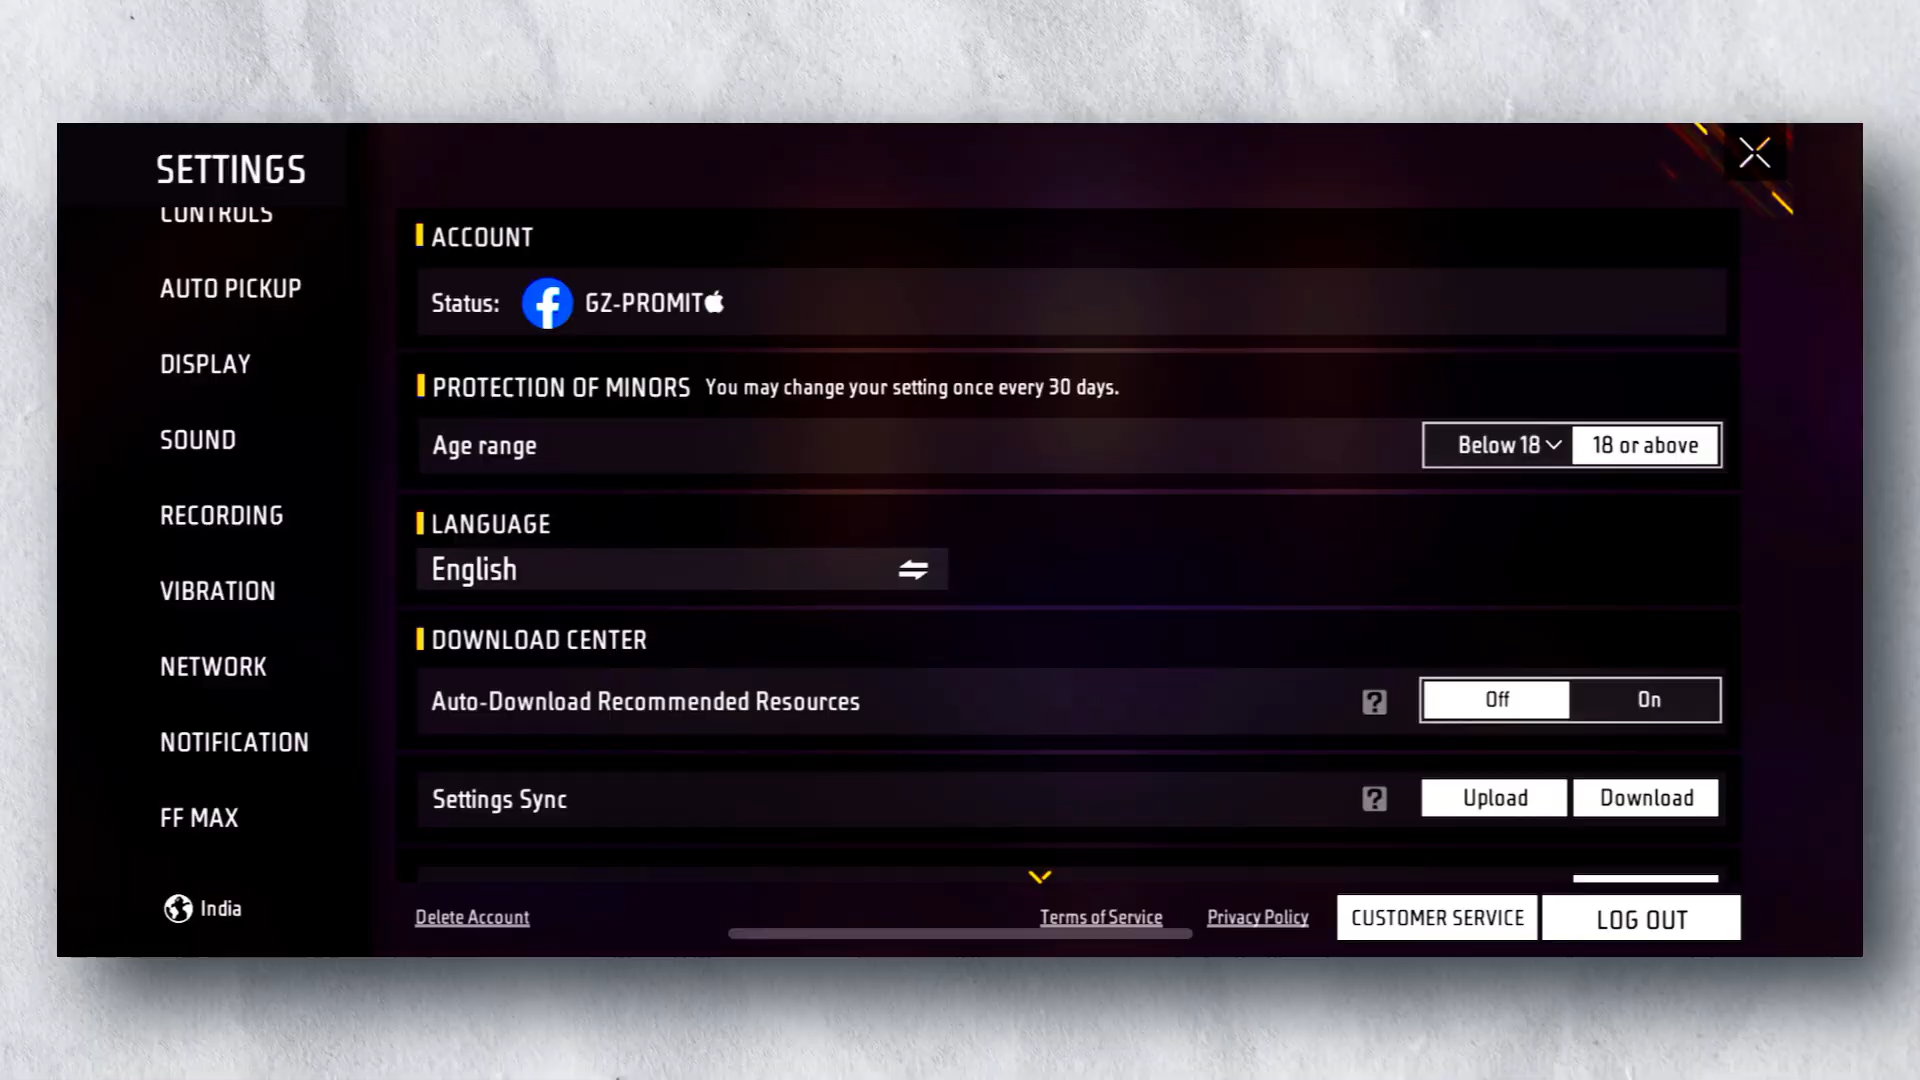 SETTINGS
CONTROLS
AUTO PICKUP
DISPLAY
SOUND
RECORDING
VIBRATION
NETWORK
NOTIFICATION
FF MAX
India
ACCOUNT
Status: GZ-PROMIT
PROTECTION OF MINORS You may change your setting once every 30 days.
Age range Below 18 18 or above
LANGUAGE
English
DOWNLOAD CENTER
Auto-Download Recommended Resources ? Off On
Settings Sync ? Upload Download
Delete Account Terms of Service Privacy Policy CUSTOMER SERVICE LOG OUT